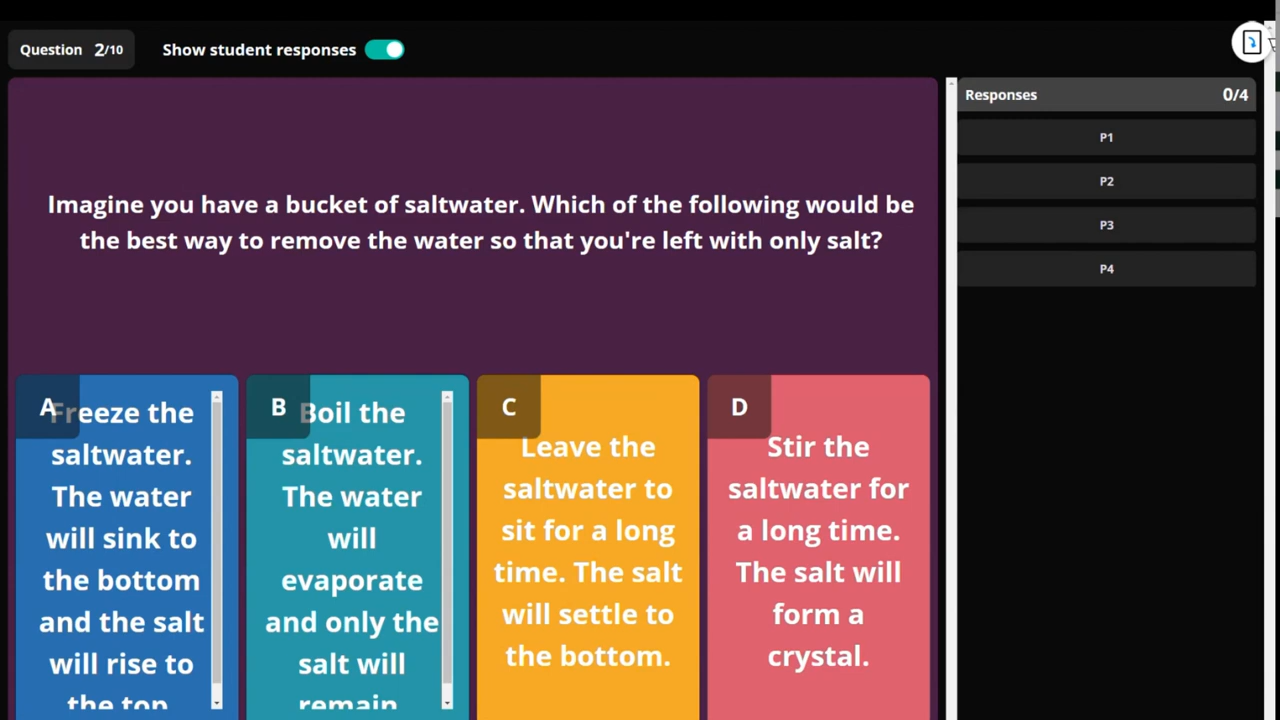 Question 2/10
Show student responses
Responses 0/4
P1
P2
P3
P4
Imagine you have a bucket of saltwater. Which of the following would be
the best way to remove the water so that you're left with only salt?
A
Freeze the
saltwater.
The water
will sink to
the bottom
and the salt
will rise to
the top
B
Boil the
saltwater.
The water
will
evaporate
and only the
salt will
remain
C
Leave the
saltwater to
sit for a long
time. The salt
will settle to
the bottom.
D
Stir the
saltwater for
a long time.
The salt will
form a
crystal.